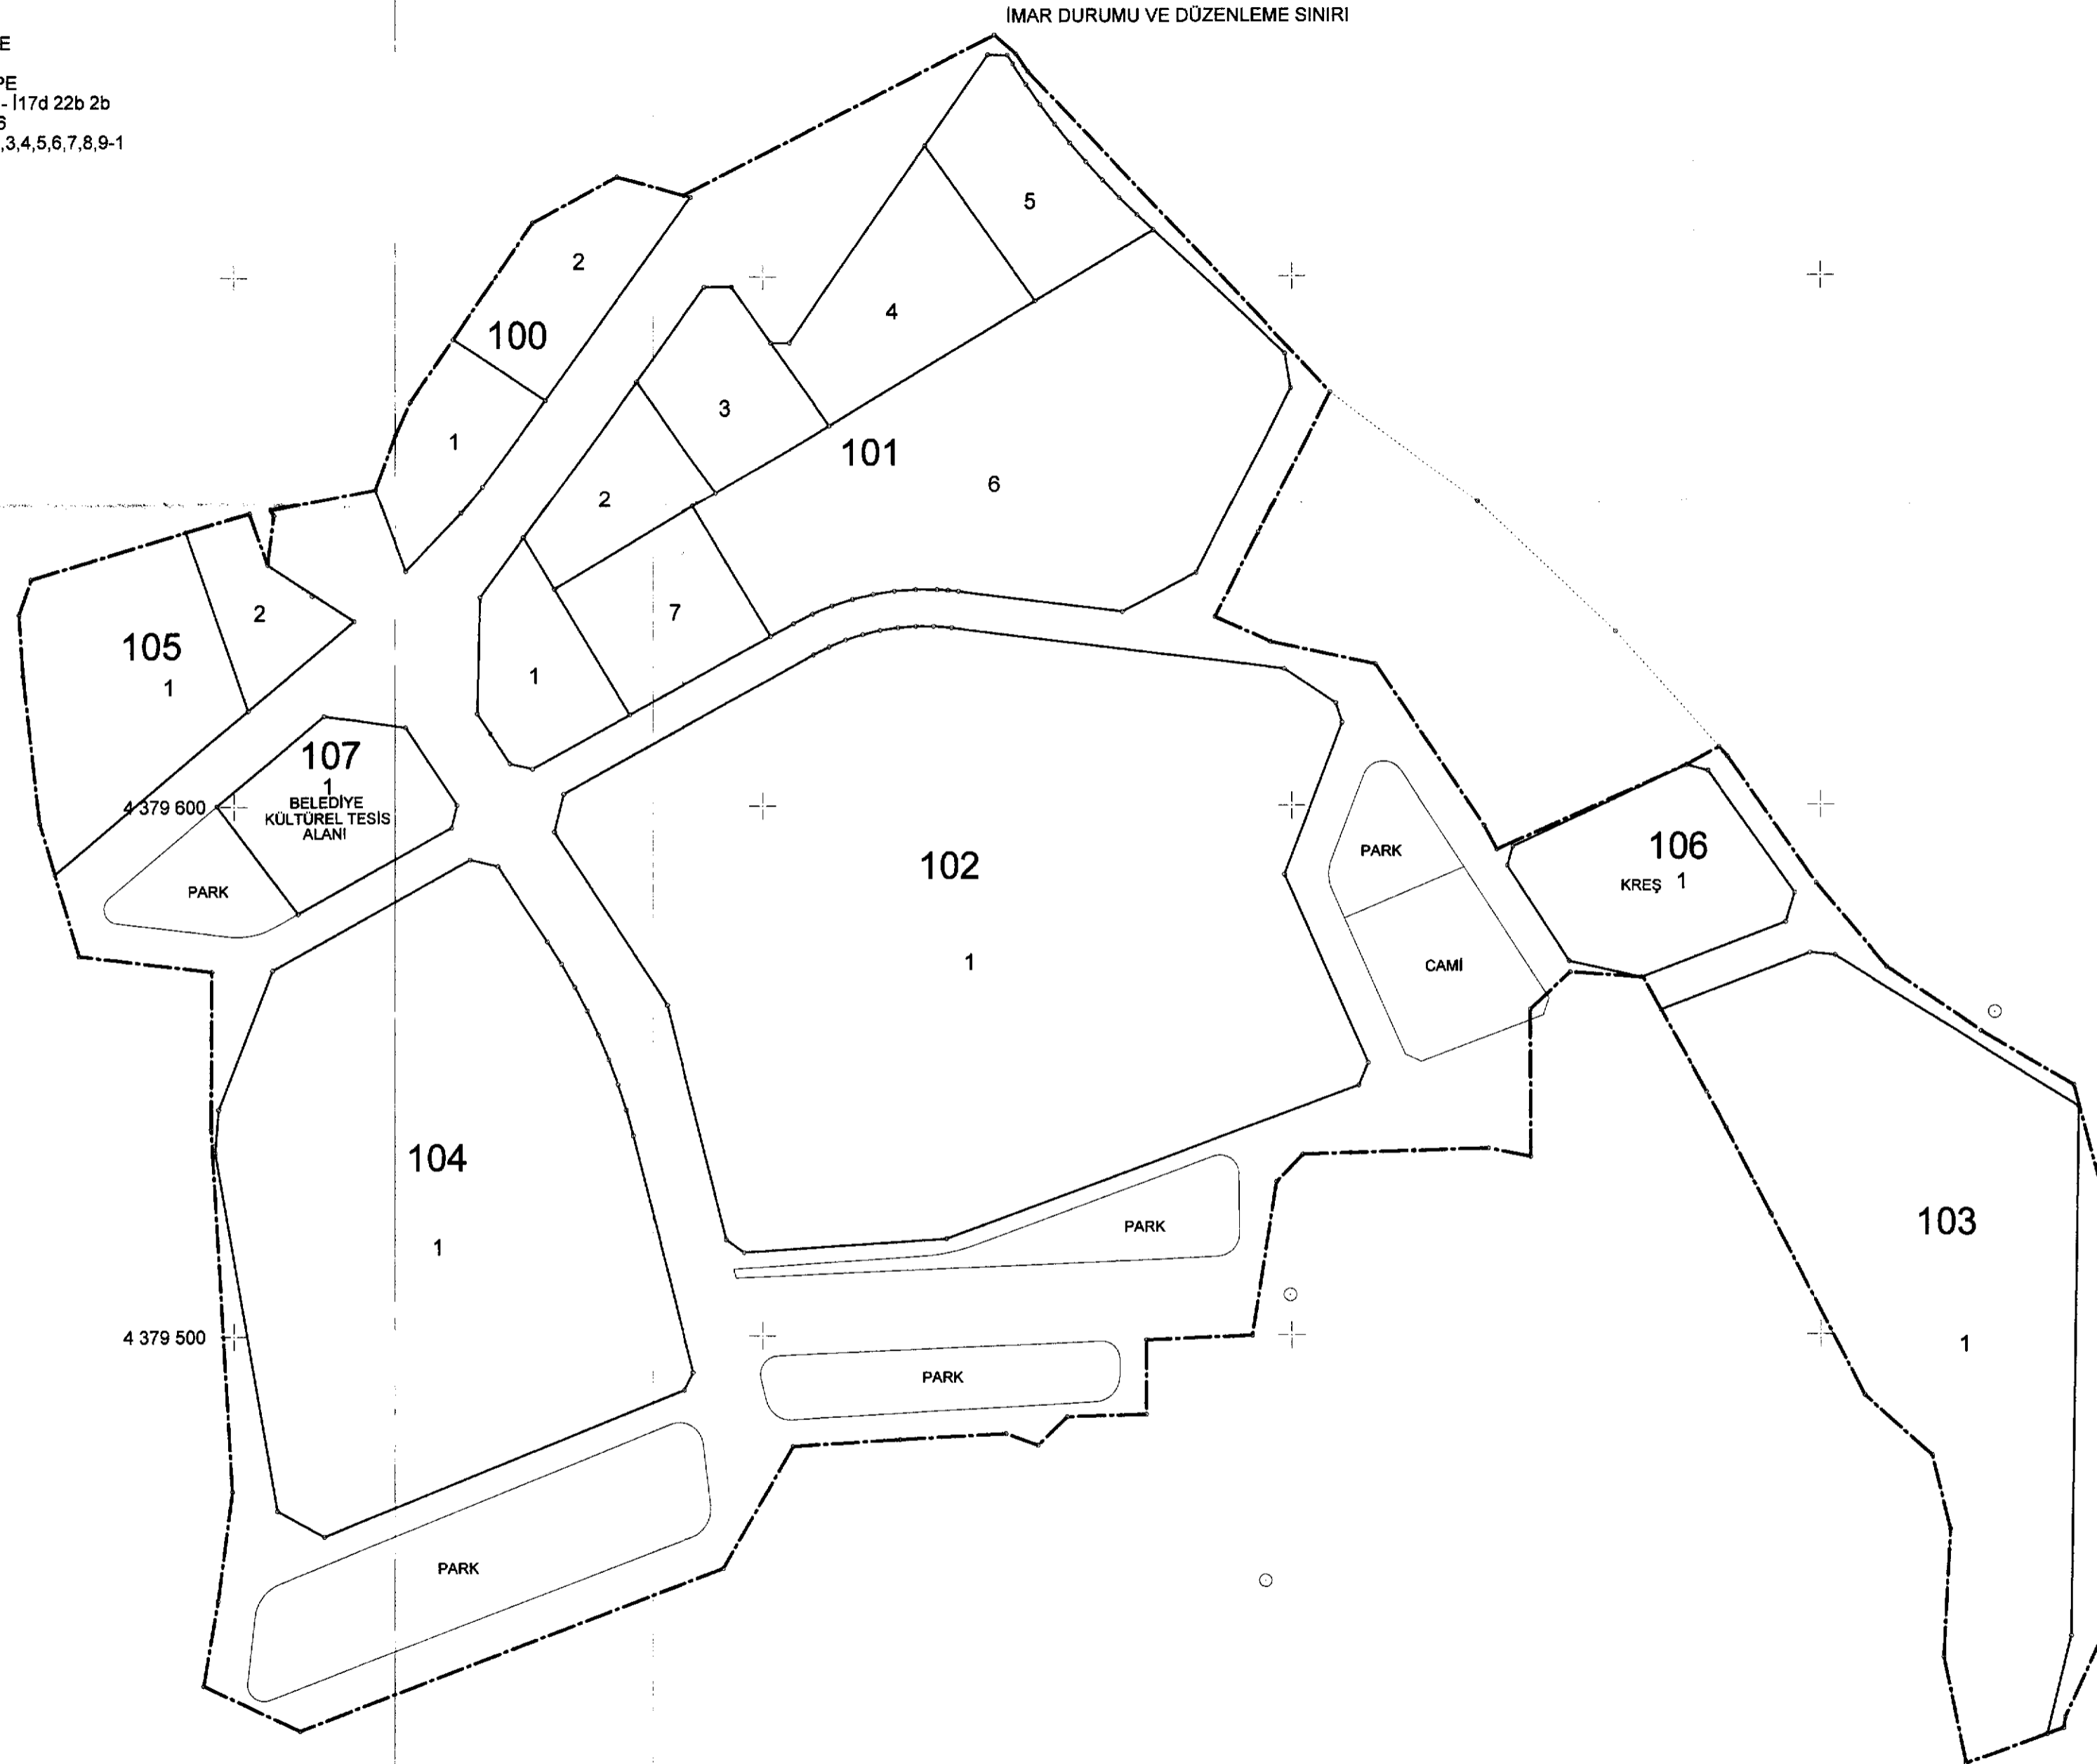 İMAR DURUMU VE DÜZENLEME SINIRI
E
PE
- İ17d 22b 2b
6
,3,4,5,6,7,8,9-1
5
2
4
100
3
1
101
6
2
2
7
105
1
1
107
1
BELEDİYE
KÜLTÜREL TESİS
ALANI
4 379 600
PARK
102
1
PARK
CAMİ
106
KREŞ 1
104
1
103
1
PARK
4 379 500
PARK
PARK